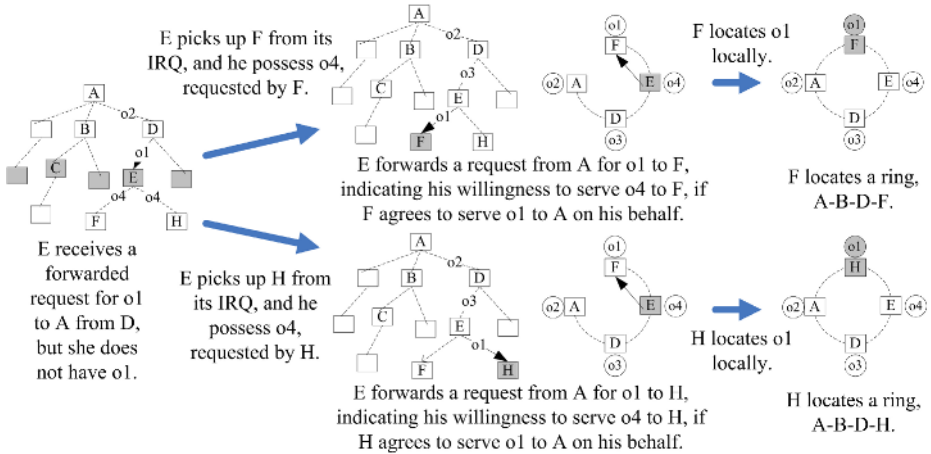 A
B
o2
D
C
o1
E
o4
o4
F
H
E receives a
forwarded
request for o1
to A from D,
but she does
not have o1.
E picks up F from its
IRQ, and he possess o4,
requested by F.
A
o2
B
D
C
o3
E
o1
F
H
E forwards a request from A for o1 to F,
indicating his willingness to serve o4 to F, if
F agrees to serve o1 to A on his behalf.
o1
F
o2
A
E
o4
D
o3
F locates o1
locally.
o1
F
o2
A
E
o4
D
o3
F locates a ring,
A-B-D-F.
E picks up H from
its IRQ, and he
possess o4,
requested by H.
A
o2
B
D
C
o3
E
o1
F
H
E forwards a request from A for o1 to H,
indicating his willingness to serve o4 to H, if
H agrees to serve o1 to A on his behalf.
o1
F
o2
A
E
o4
D
o3
H locates o1
locally.
o1
H
o2
A
E
o4
D
o3
H locates a ring,
A-B-D-H.